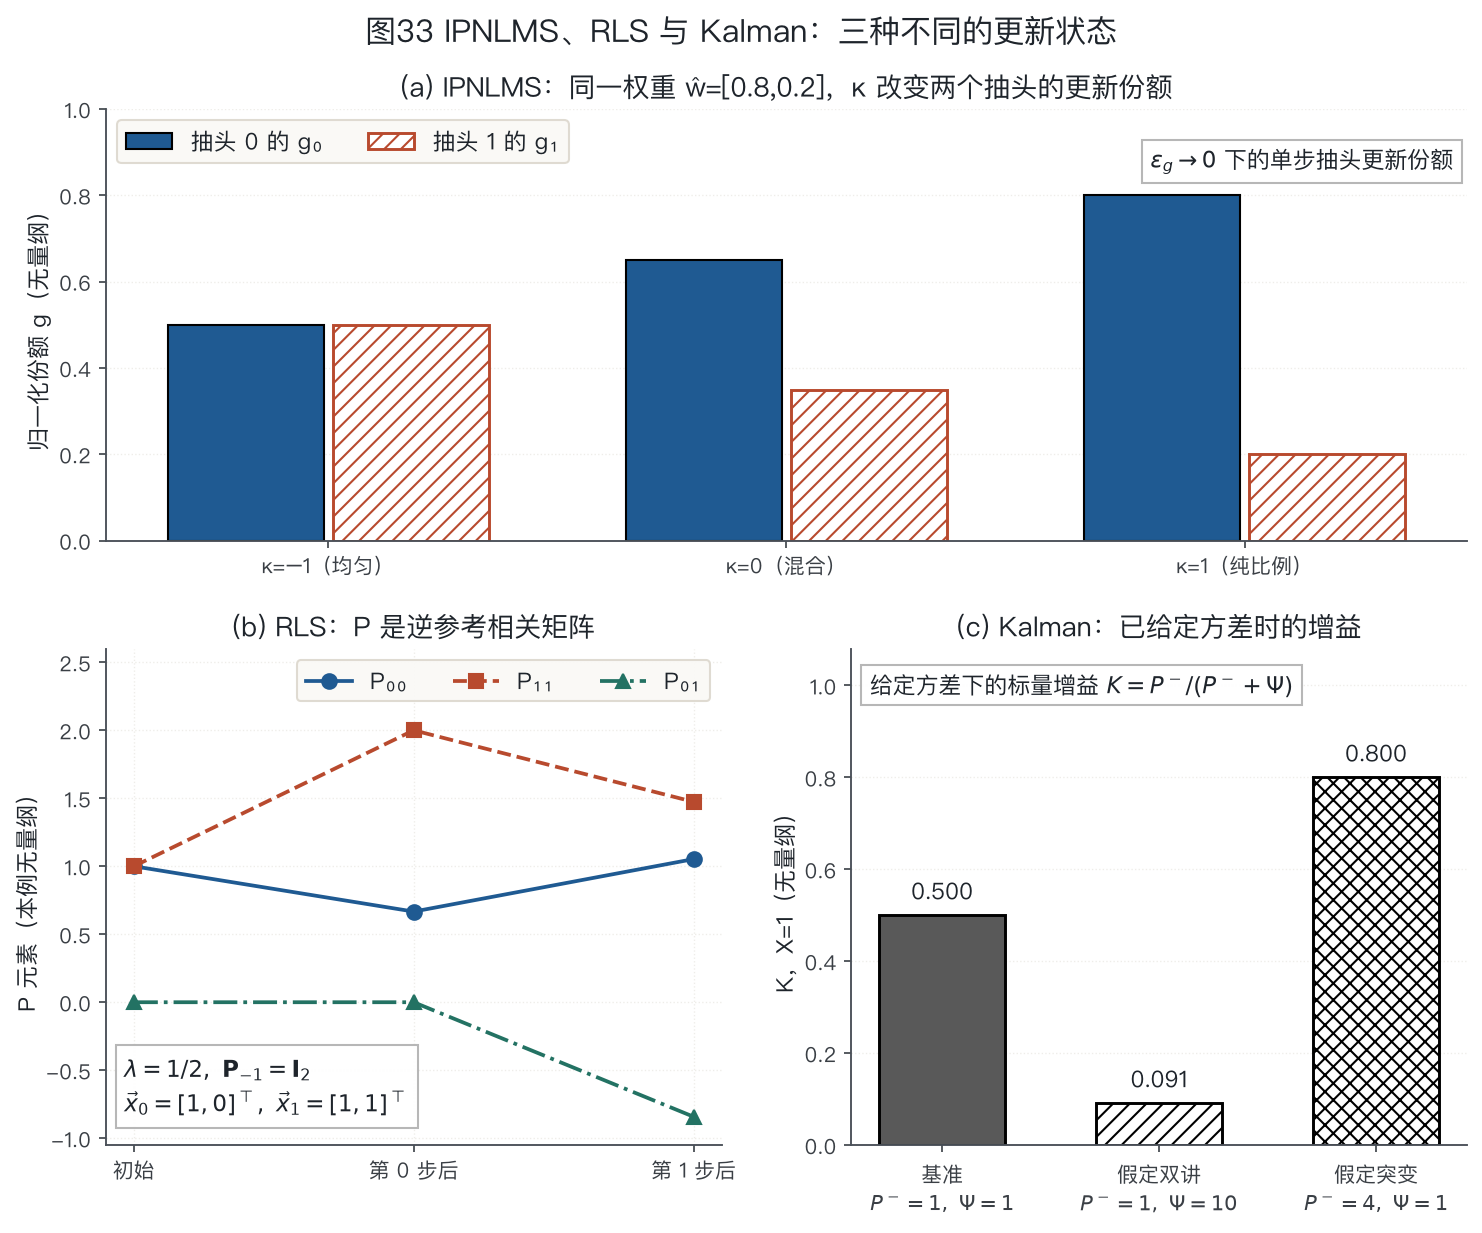 图33 IPNLMS、RLS 与 Kalman：三种不同的更新状态
(a) IPNLMS：同一权重 ŵ=[0.8,0.2]，κ 改变两个抽头的更新份额
归一化份额 g（无量纲）
1.0
0.8
0.6
0.4
0.2
0.0
抽头 0 的 g₀
抽头 1 的 g₁
ε_g → 0 下的单步抽头更新份额
κ=−1（均匀）
κ=0（混合）
κ=1（纯比例）
(b) RLS：P 是逆参考相关矩阵
P 元素（本例无量纲）
2.5
2.0
1.5
1.0
0.5
0.0
−0.5
−1.0
P₀₀
P₁₁
P₀₁
λ = 1/2, P₋₁ = I₂
x⃗₀ = [1, 0]⊤, x⃗₁ = [1, 1]⊤
初始
第 0 步后
第 1 步后
(c) Kalman：已给定方差时的增益
K，X=1（无量纲）
1.0
0.8
0.6
0.4
0.2
0.0
给定方差下的标量增益 K = P⁻/(P⁻ + Ψ)
0.500
0.091
0.800
基准
P⁻ = 1, Ψ = 1
假定双讲
P⁻ = 1, Ψ = 10
假定突变
P⁻ = 4, Ψ = 1